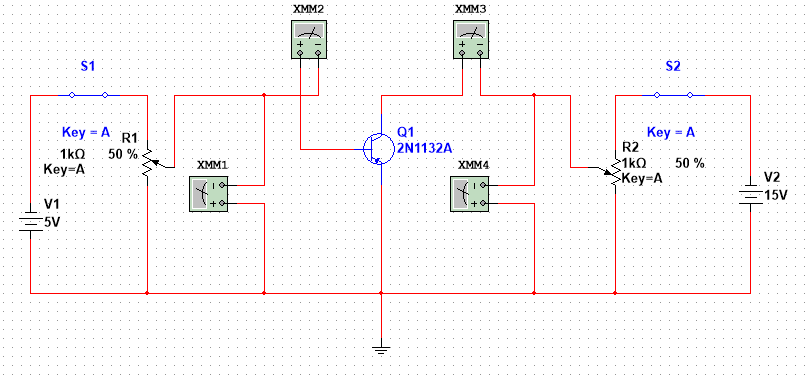 XMM2
XMM3
S1
S2
Key = A
R1
1kΩ
50 %
Key=A
XMM1
Q1
2N1132A
XMM4
Key = A
R2
1kΩ
50 %
Key=A
V1
5V
V2
15V